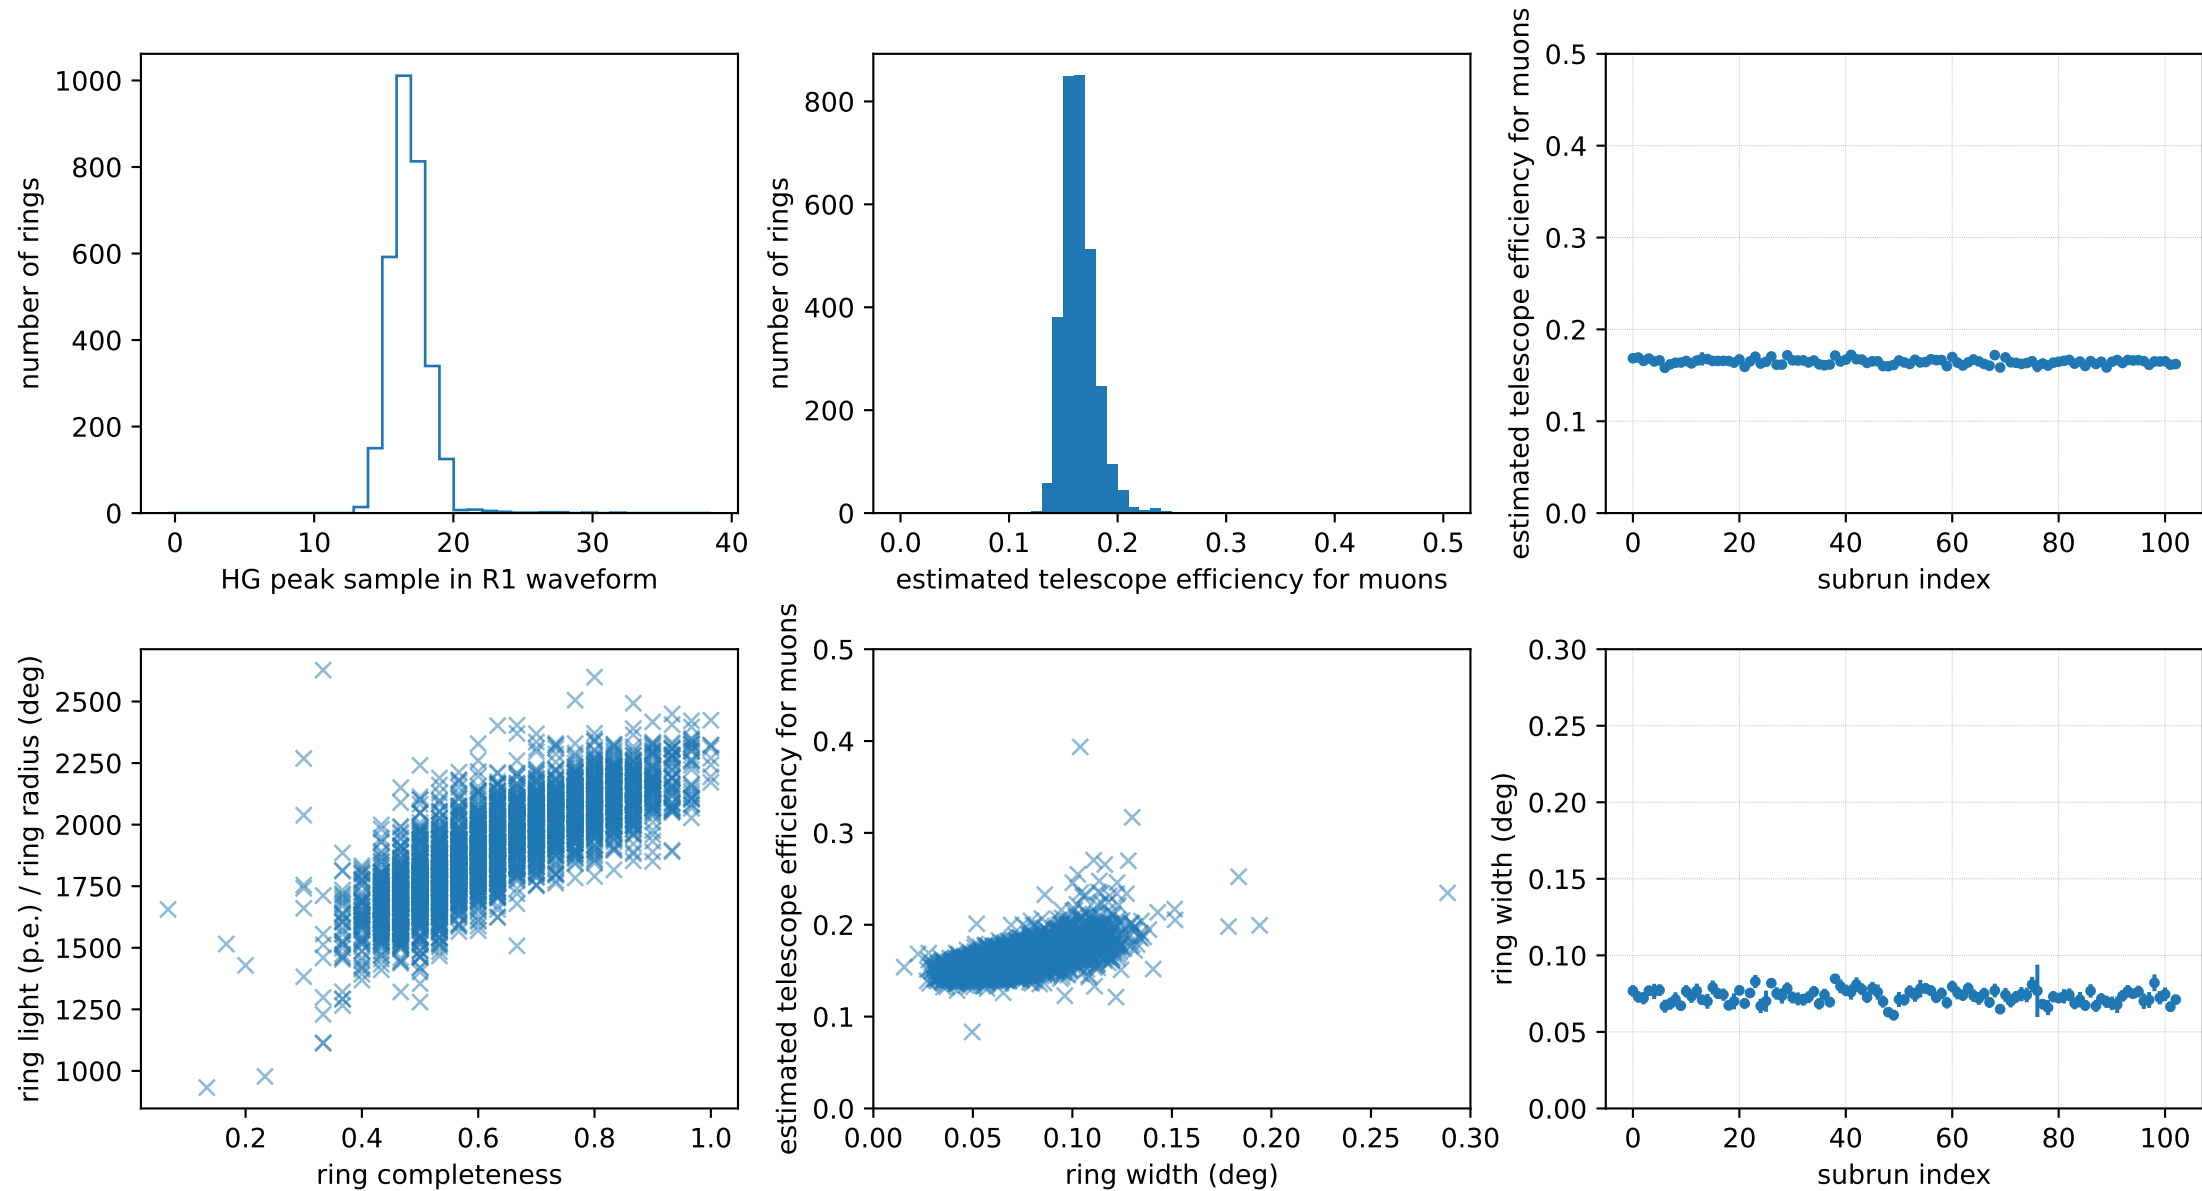 number of rings
1000
800
600
400
200
0
0 10 20 30 40
HG peak sample in R1 waveform
number of rings
800
600
400
200
0
0.0 0.1 0.2 0.3 0.4 0.5
estimated telescope efficiency for muons
estimated telescope efficiency for muons
0.5
0.4
0.3
0.2
0.1
0.0
0 20 40 60 80 100
subrun index
ring light (p.e.) / ring radius (deg)
2500
2250
2000
1750
1500
1250
1000
0.2 0.4 0.6 0.8 1.0
ring completeness
estimated telescope efficiency for muons
0.5
0.4
0.3
0.2
0.1
0.0
0.00 0.05 0.10 0.15 0.20 0.25 0.30
ring width (deg)
ring width (deg)
0.30
0.25
0.20
0.15
0.10
0.05
0.00
0 20 40 60 80 100
subrun index